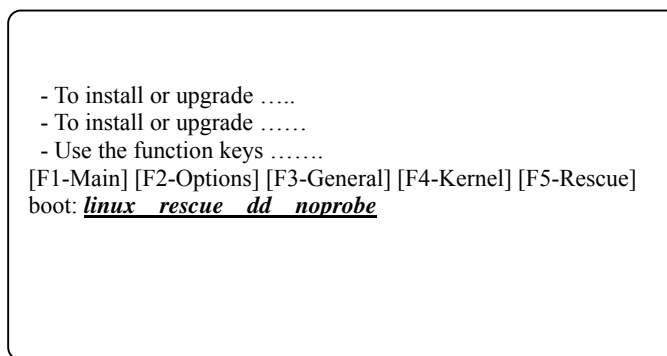 - To install or upgrade …..
- To install or upgrade ……
- Use the function keys …….
[F1-Main] [F2-Options] [F3-General] [F4-Kernel] [F5-Rescue]
boot: linux rescue dd noprobe